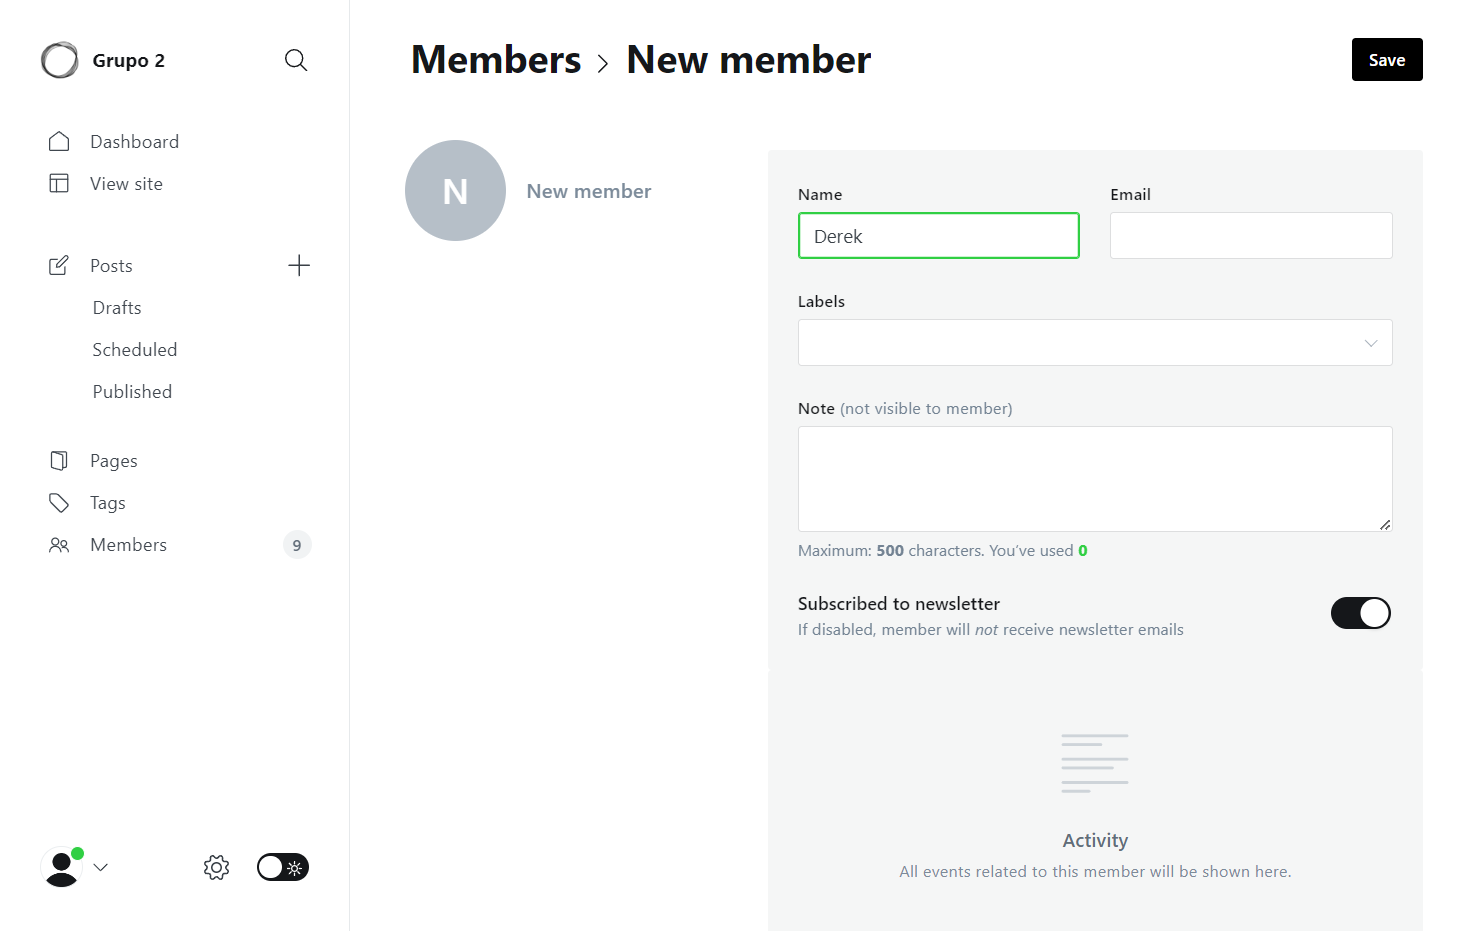 Grupo 2
Dashboard
View site
Posts
Drafts
Scheduled
Published
Pages
Tags
Members
9
Members > New member
Save
N
New member
Name
Email
Derek
Labels
Note (not visible to member)
Maximum: 500 characters. You’ve used 0
Subscribed to newsletter
If disabled, member will not receive newsletter emails
Activity
All events related to this member will be shown here.